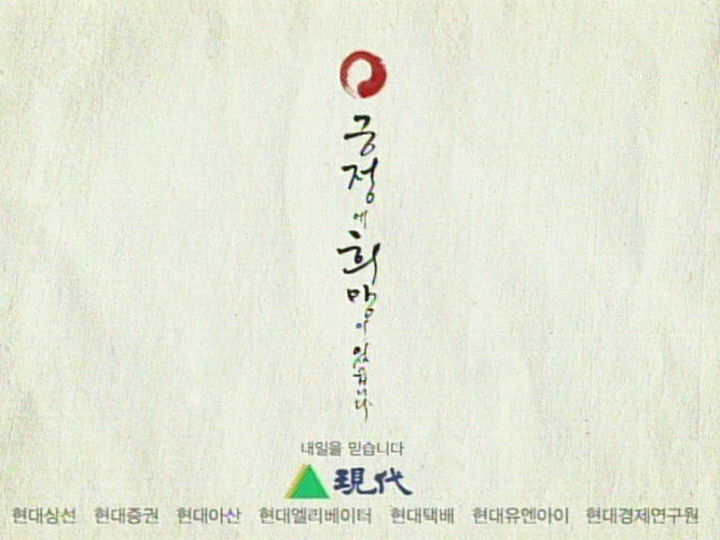 긍정에 희망이 있습니다
내일을 믿습니다
現代
현대상선 현대증권 현대아산 현대엘리베이터 현대택배 현대유엔아이 현대경제연구원